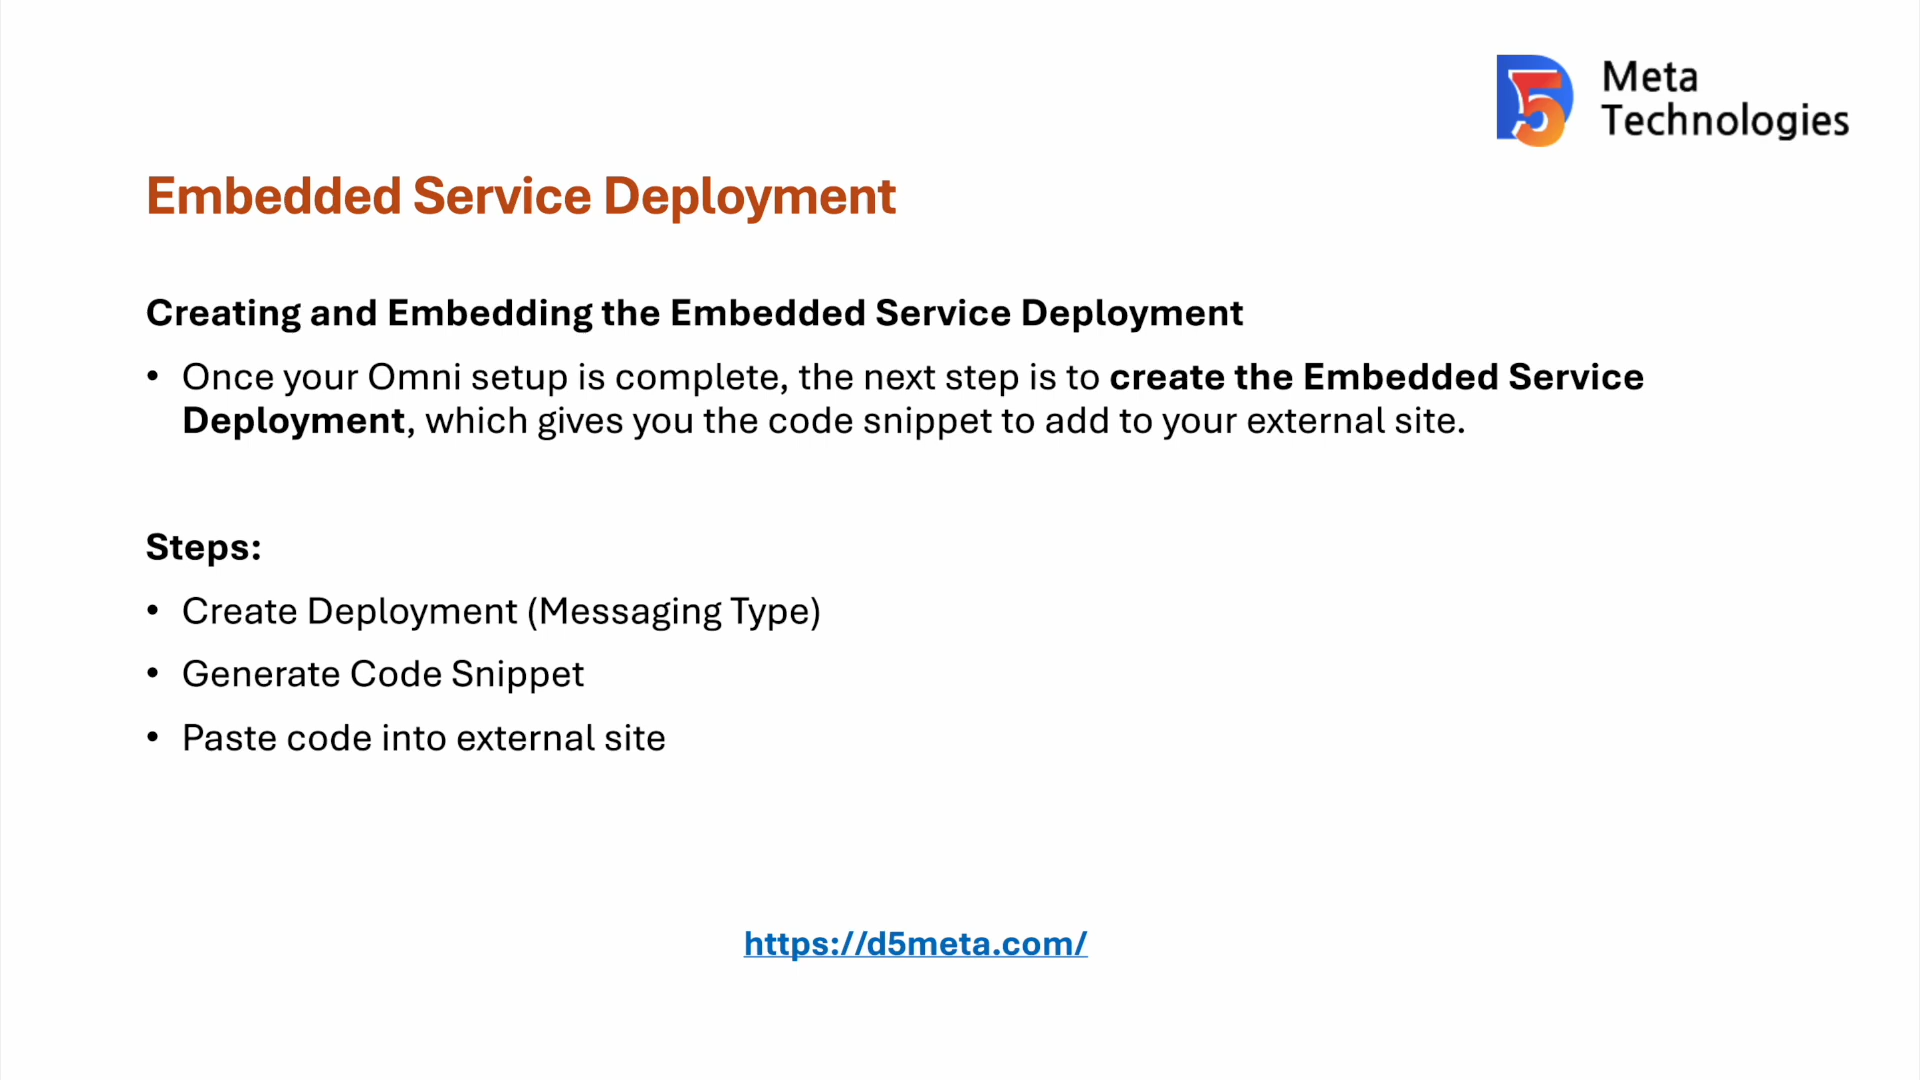 D5 Meta
Technologies
Embedded Service Deployment
Creating and Embedding the Embedded Service Deployment
• Once your Omni setup is complete, the next step is to create the Embedded Service
Deployment, which gives you the code snippet to add to your external site.
Steps:
• Create Deployment (Messaging Type)
• Generate Code Snippet
• Paste code into external site
https://d5meta.com/